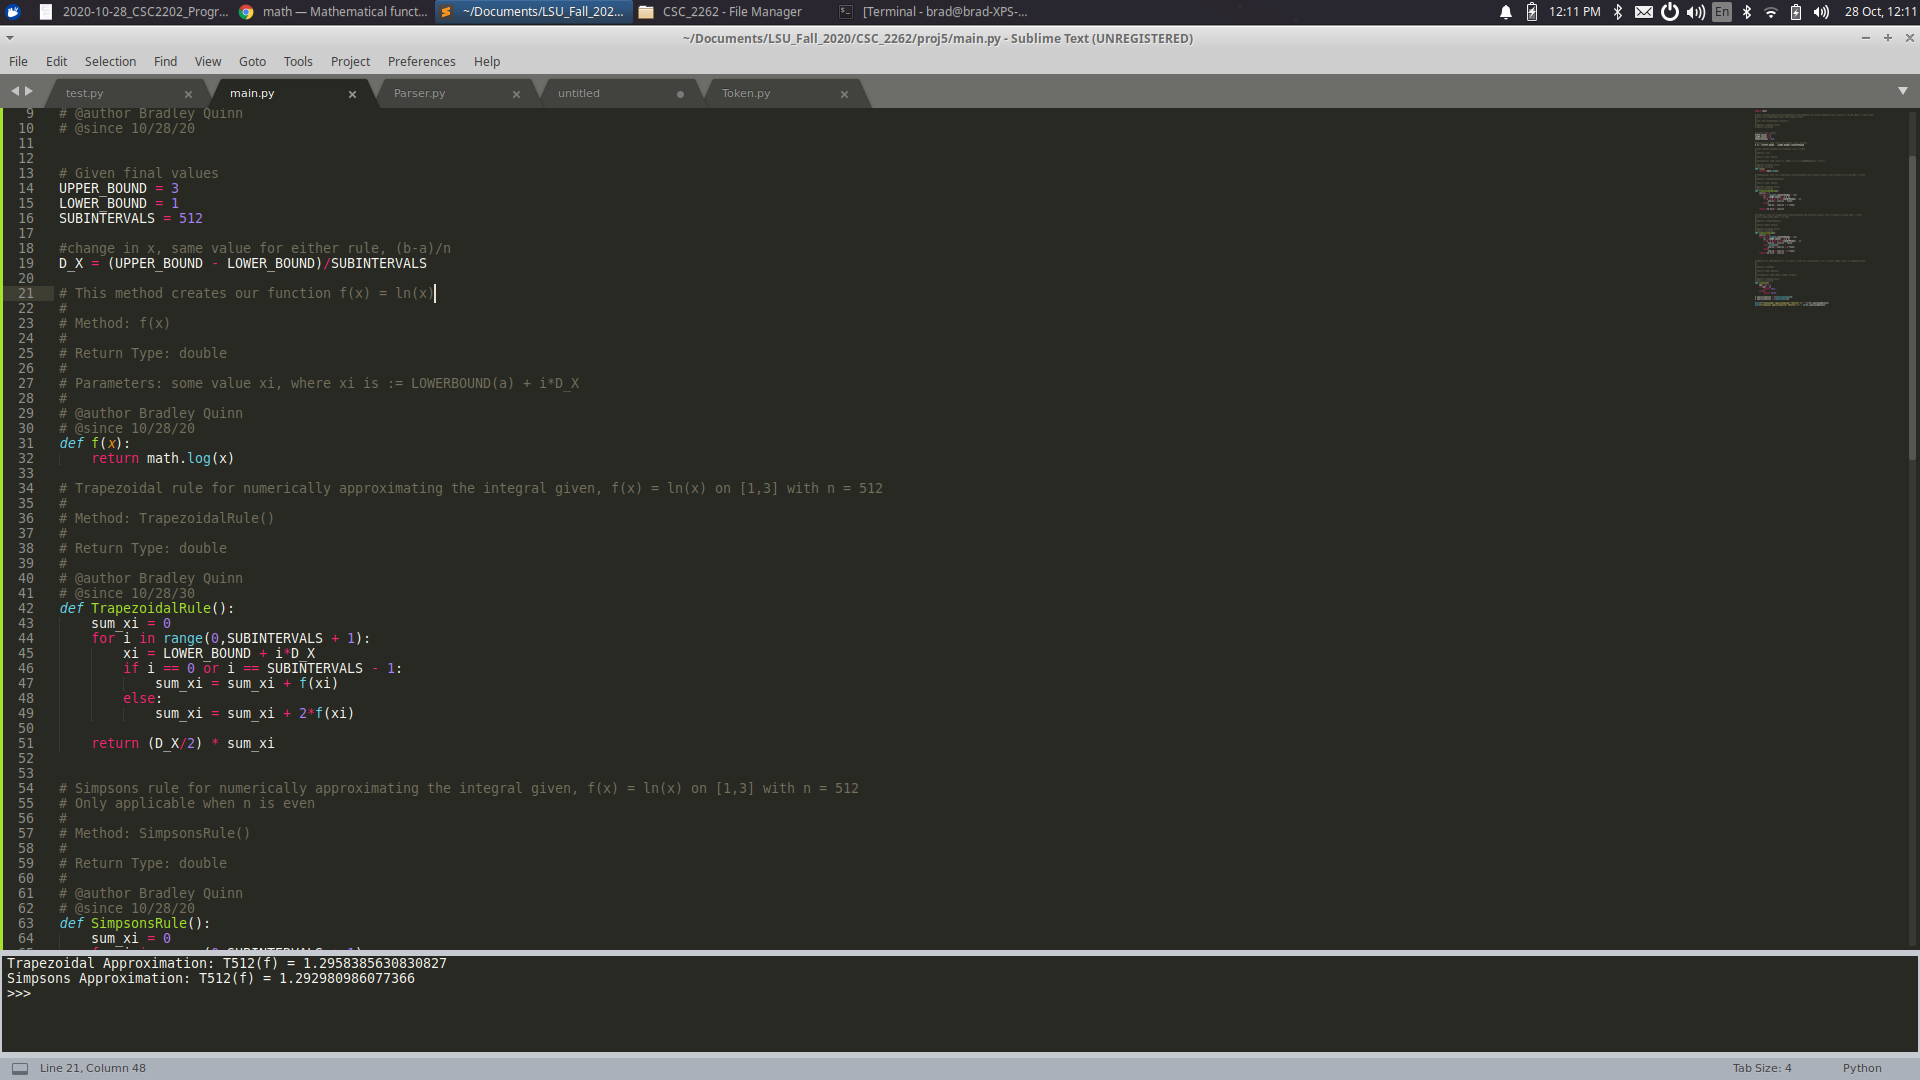 2020-10-28_CSC2202_Progr... math — Mathematical funct... ~/Documents/LSU_Fall_202... CSC_2262 - File Manager [Terminal - brad@brad-XPS-... 12:11 PM En 28 Oct, 12:11
~/Documents/LSU_Fall_2020/CSC_2262/proj5/main.py - Sublime Text (UNREGISTERED)
File Edit Selection Find View Goto Tools Project Preferences Help
test.py main.py Parser.py untitled Token.py
9 # @author Bradley Quinn
10 # @since 10/28/20
11
12
13 # Given final values
14 UPPER_BOUND = 3
15 LOWER_BOUND = 1
16 SUBINTERVALS = 512
17
18 #change in x, same value for either rule, (b-a)/n
19 D_X = (UPPER_BOUND - LOWER_BOUND)/SUBINTERVALS
20
21 # This method creates our function f(x) = ln(x)
22 #
23 # Method: f(x)
24 #
25 # Return Type: double
26 #
27 # Parameters: some value xi, where xi is := LOWERBOUND(a) + i*D_X
28 #
29 # @author Bradley Quinn
30 # @since 10/28/20
31 def f(x):
32 return math.log(x)
33
34 # Trapezoidal rule for numerically approximating the integral given, f(x) = ln(x) on [1,3] with n = 512
35 #
36 # Method: TrapezoidalRule()
37 #
38 # Return Type: double
39 #
40 # @author Bradley Quinn
41 # @since 10/28/30
42 def TrapezoidalRule():
43 sum_xi = 0
44 for i in range(0,SUBINTERVALS + 1):
45 xi = LOWER_BOUND + i*D_X
46 if i == 0 or i == SUBINTERVALS - 1:
47 sum_xi = sum_xi + f(xi)
48 else:
49 sum_xi = sum_xi + 2*f(xi)
50
51 return (D_X/2) * sum_xi
52
53
54 # Simpsons rule for numerically approximating the integral given, f(x) = ln(x) on [1,3] with n = 512
55 # Only applicable when n is even
56 #
57 # Method: SimpsonsRule()
58 #
59 # Return Type: double
60 #
61 # @author Bradley Quinn
62 # @since 10/28/20
63 def SimpsonsRule():
64 sum_xi = 0
Trapezoidal Approximation: T512(f) = 1.2958385630830827
Simpsons Approximation: T512(f) = 1.292980986077366
>>>
Line 21, Column 48 Tab Size: 4 Python